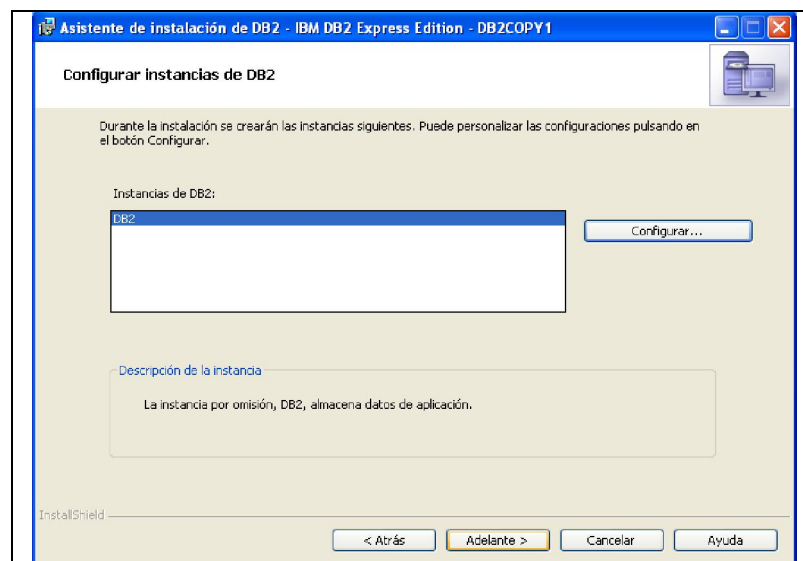 Asistente de instalación de DB2 - IBM DB2 Express Edition - DB2COPY1
Configurar instancias de DB2
Durante la instalación se crearán las instancias siguientes. Puede personalizar las configuraciones pulsando en
el botón Configurar.
Instancias de DB2:
DB2
Configurar...
Descripción de la instancia
La instancia por omisión, DB2, almacena datos de aplicación.
InstallShield
< Atrás
Adelante >
Cancelar
Ayuda